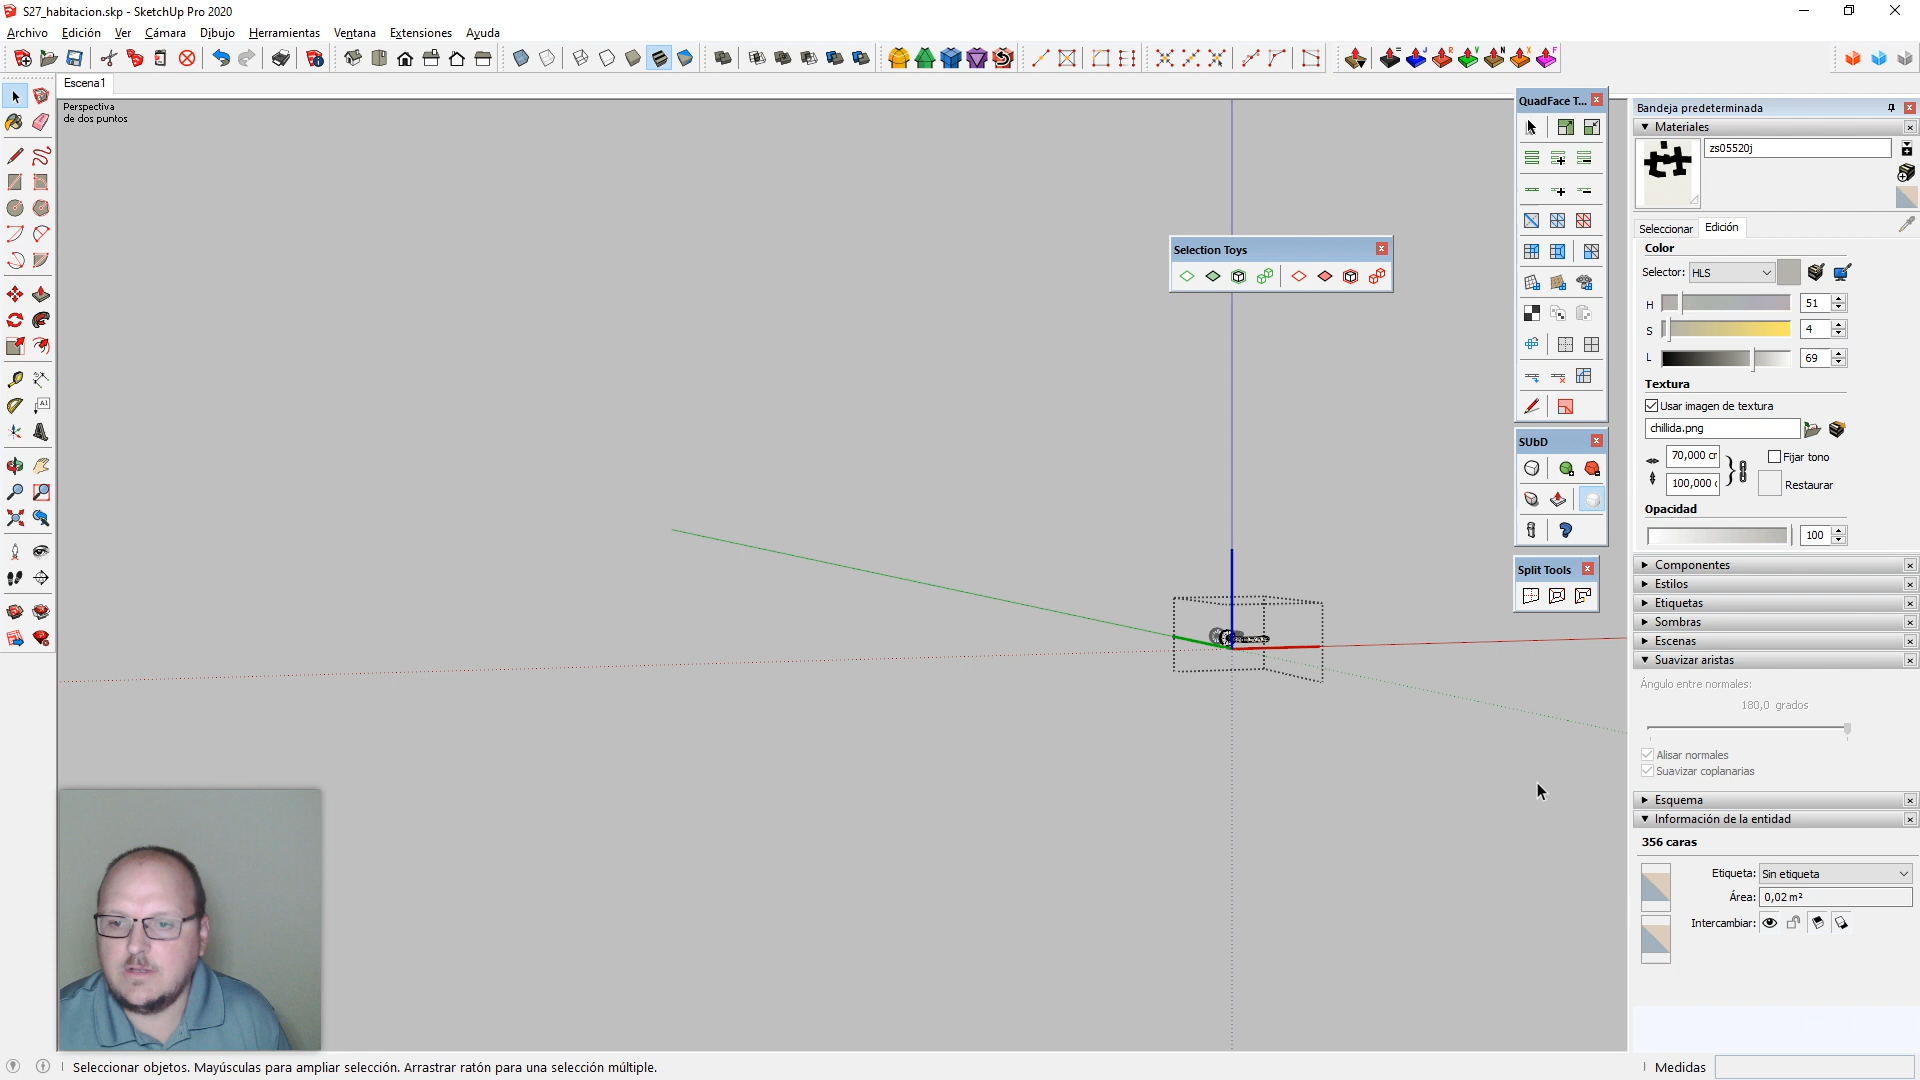 S27_habitacion.skp - SketchUp Pro 2020
Archivo Edición Ver Cámara Dibujo Herramientas Ventana Extensiones Ayuda
Escena1
Perspectiva
de dos puntos
Selection Toys
QuadFace T...
SUbD
Split Tools
Bandeja predeterminada
Materiales
zs05520j
Seleccionar Edición
Color
Selector: HLS
H 51
S 4
L 69
Textura
Usar imagen de textura
chillida.png
70,000 cr Fijar tono
100,000 Restaurar
Opacidad
100
Componentes
Estilos
Etiquetas
Sombras
Escenas
Suavizar aristas
Ángulo entre normales:
180,0 grados
Alisar normales
Suavizar coplanarias
Esquema
Información de la entidad
356 caras
Etiqueta: Sin etiqueta
Área: 0,02 m²
Intercambiar:
Seleccionar objetos. Mayúsculas para ampliar selección. Arrastrar ratón para una selección múltiple.
Medidas